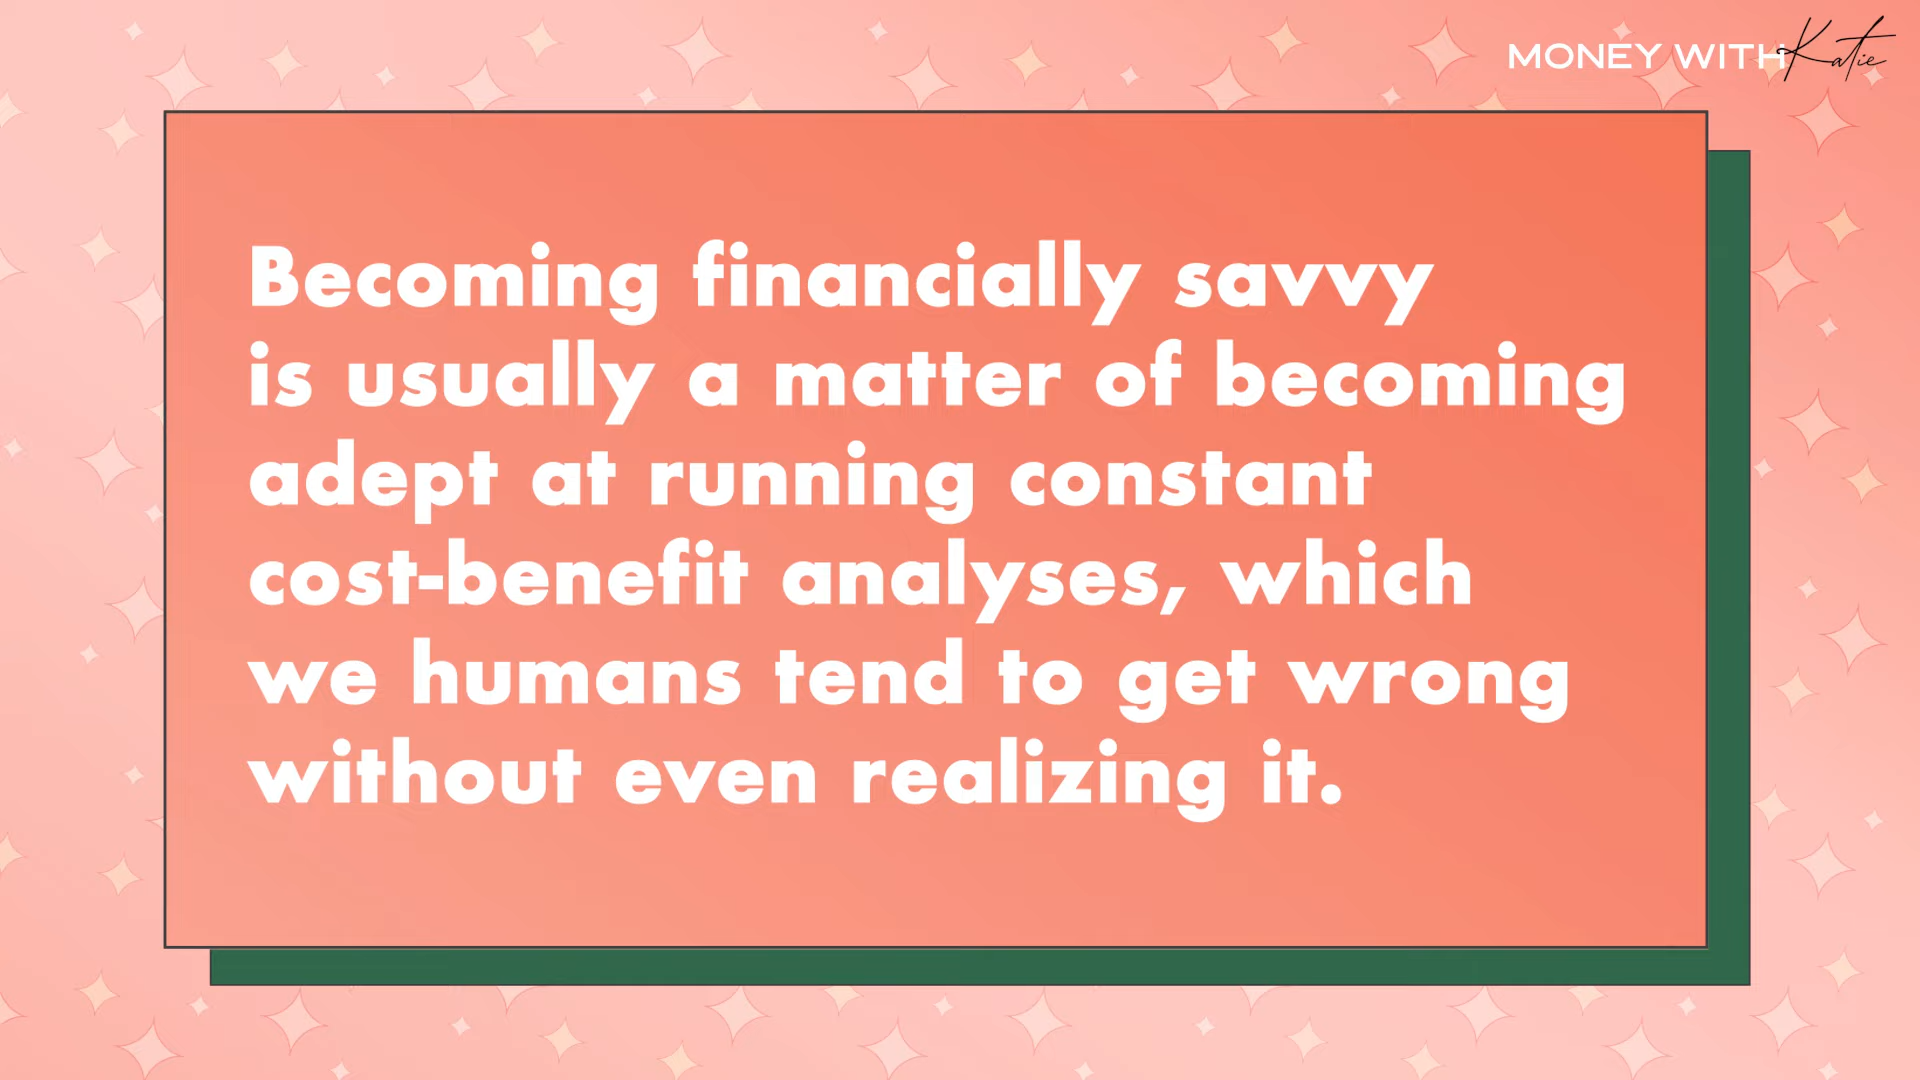 MONEY WITH Katie
Becoming financially savvy
is usually a matter of becoming
adept at running constant
cost-benefit analyses, which
we humans tend to get wrong
without even realizing it.